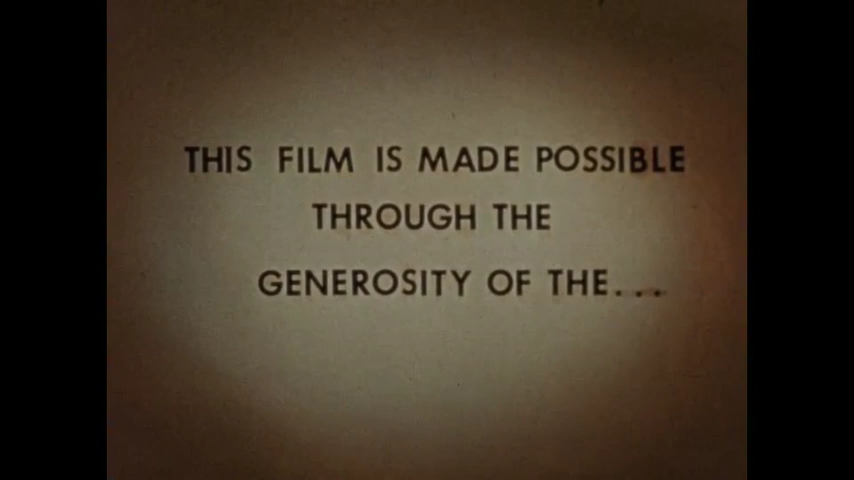 THIS FILM IS MADE POSSIBLE
THROUGH THE
GENEROSITY OF THE...